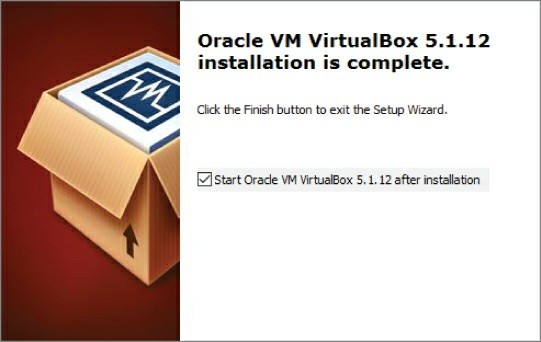 Oracle VM VirtualBox 5.1.12
installation is complete.
Click the Finish button to exit the Setup Wizard.
Start Oracle VM VirtualBox 5.1.12 after installation